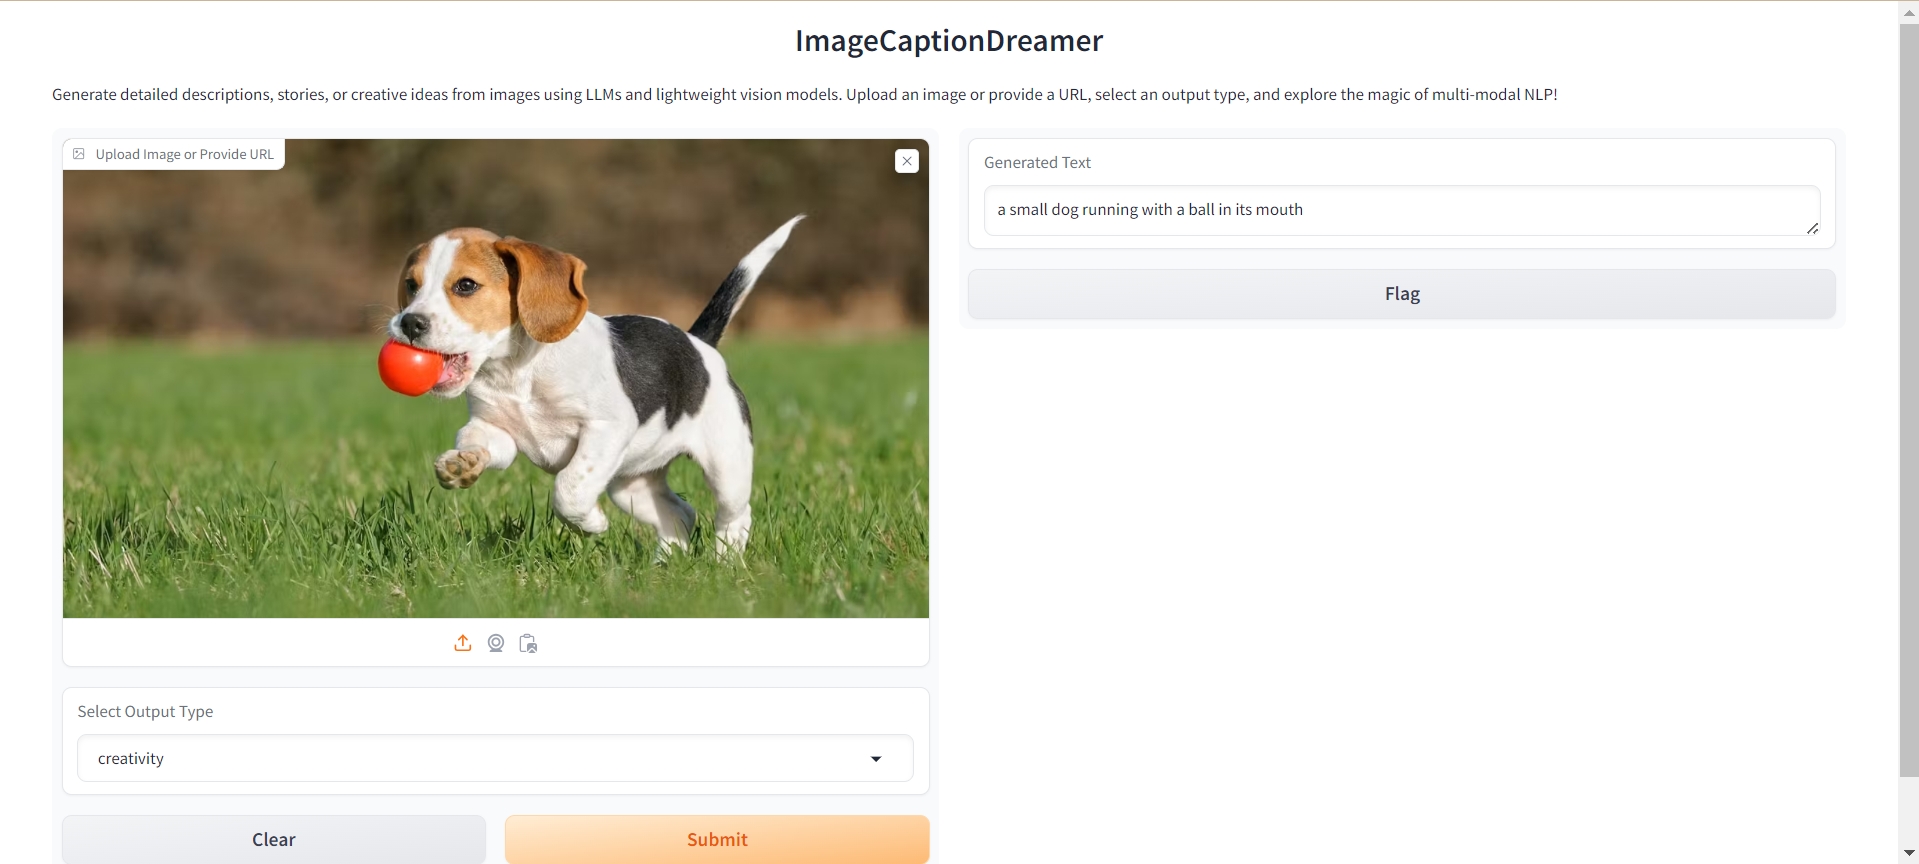 ImageCaptionDreamer
Generate detailed descriptions, stories, or creative ideas from images using LLMs and lightweight vision models. Upload an image or provide a URL, select an output type, and explore the magic of multi-modal NLP!
Upload Image or Provide URL
Select Output Type
creativity
Clear
Submit
Generated Text
a small dog running with a ball in its mouth
Flag